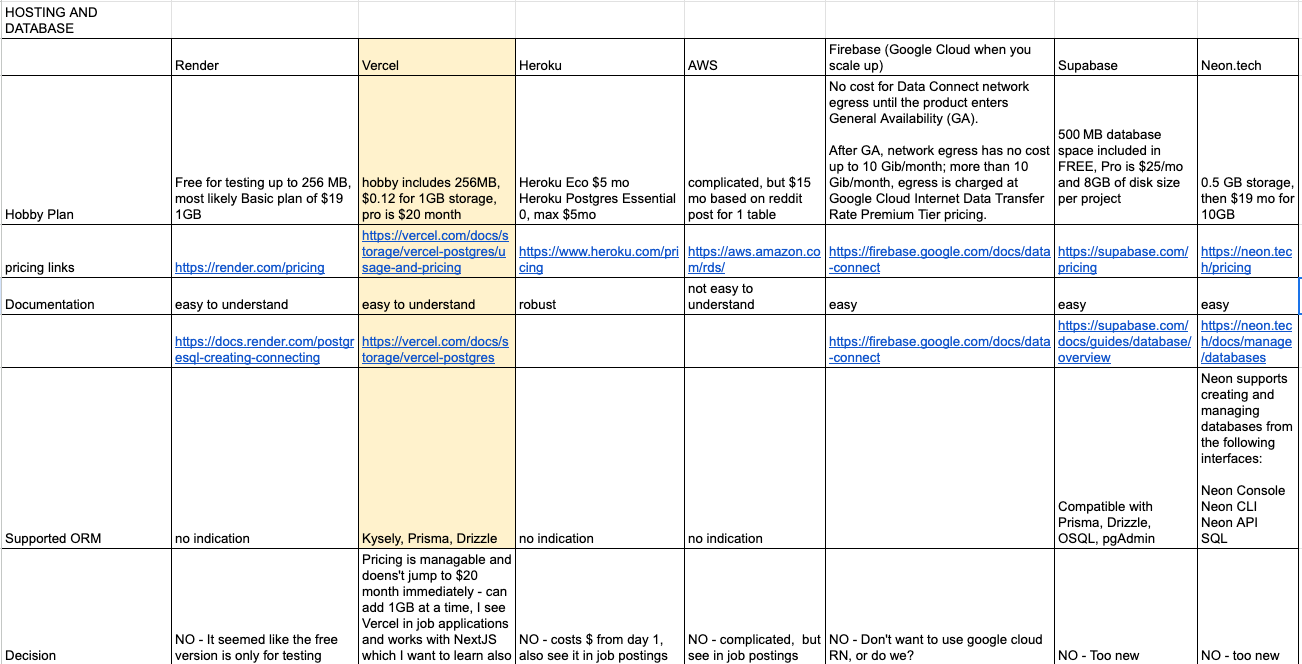 HOSTING AND
DATABASE
Render
Vercel
Heroku
AWS
Firebase (Google Cloud when you
scale up)
Supabase
Neon.tech
Hobby Plan
Free for testing up to 256 MB,
most likely Basic plan of $19
1GB
hobby includes 256MB,
$0.12 for 1GB storage,
pro is $20 month
Heroku Eco $5 mo
Heroku Postgres Essential
0, max $5mo
complicated, but $15
mo based on reddit
post for 1 table
No cost for Data Connect network
egress until the product enters
General Availability (GA).
After GA, network egress has no cost
up to 10 Gib/month; more than 10
Gib/month, egress is charged at
Google Cloud Internet Data Transfer
Rate Premium Tier pricing.
500 MB database
space included in
FREE, Pro is $25/mo
and 8GB of disk size
per project
0.5 GB storage,
then $19 mo for
10GB
pricing links
https://render.com/pricing
https://vercel.com/docs/s
torage/vercel-postgres/u
sage-and-pricing
https://www.heroku.com/pri
cing
https://aws.amazon.co
m/rds/
https://firebase.google.com/docs/data
-connect
https://supabase.com/
pricing
https://neon.tec
h/pricing
Documentation
easy to understand
easy to understand
robust
not easy to
understand
easy
easy
easy
https://docs.render.com/postgr
esql-creating-connecting
https://vercel.com/docs/s
torage/vercel-postgres
https://firebase.google.com/docs/data
-connect
https://supabase.com/
docs/guides/database/
overview
https://neon.tec
h/docs/manage
/databases
Supported ORM
no indication
Kysely, Prisma, Drizzle
no indication
no indication
Compatible with
Prisma, Drizzle,
OSQL, pgAdmin
Neon supports
creating and
managing
databases from
the following
interfaces:
Neon Console
Neon CLI
Neon API
SQL
Decision
NO - It seemed like the free
version is only for testing
Pricing is managable and
doens't jump to $20
month immediately - can
add 1GB at a time, I see
Vercel in job applications
and works with NextJS
which I want to learn also
NO - costs $ from day 1,
also see it in job postings
NO - complicated, but
see in job postings
NO - Don't want to use google cloud
RN, or do we?
NO - Too new
NO - too new